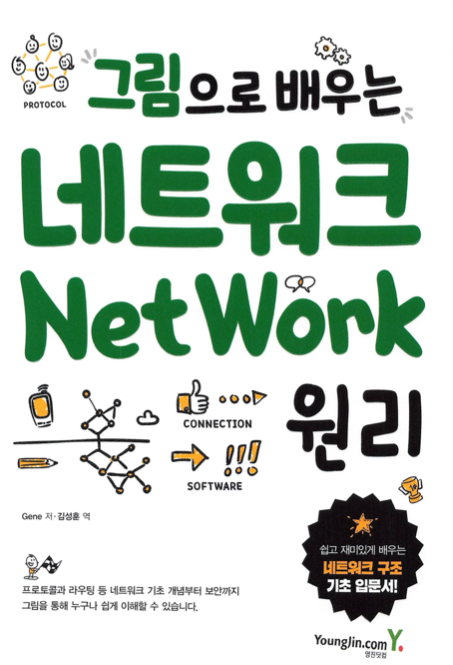 PROTOCOL
그림으로 배우는
네트워크
NetWork
원리
CONNECTION
SOFTWARE
Gene 저·김성훈 역
쉽고 재미있게 배우는
네트워크 구조
기초 입문서!
프로토콜과 라우팅 등 네트워크 기초 개념부터 보안까지
그림을 통해 누구나 쉽게 이해할 수 있습니다.
YoungJin.com Y.
영진닷컴